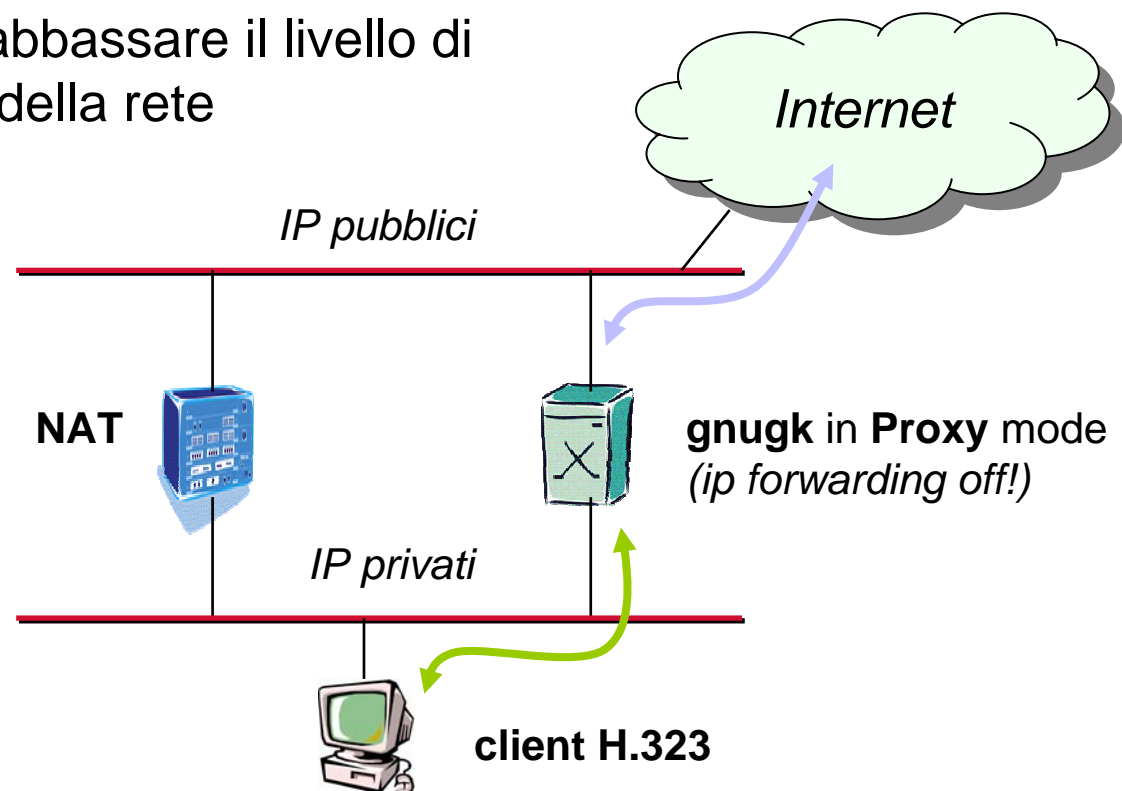 abbassare il livello di
della rete
Internet
IP pubblici
NAT
gnugk in Proxy mode
(ip forwarding off!)
IP privati
client H.323